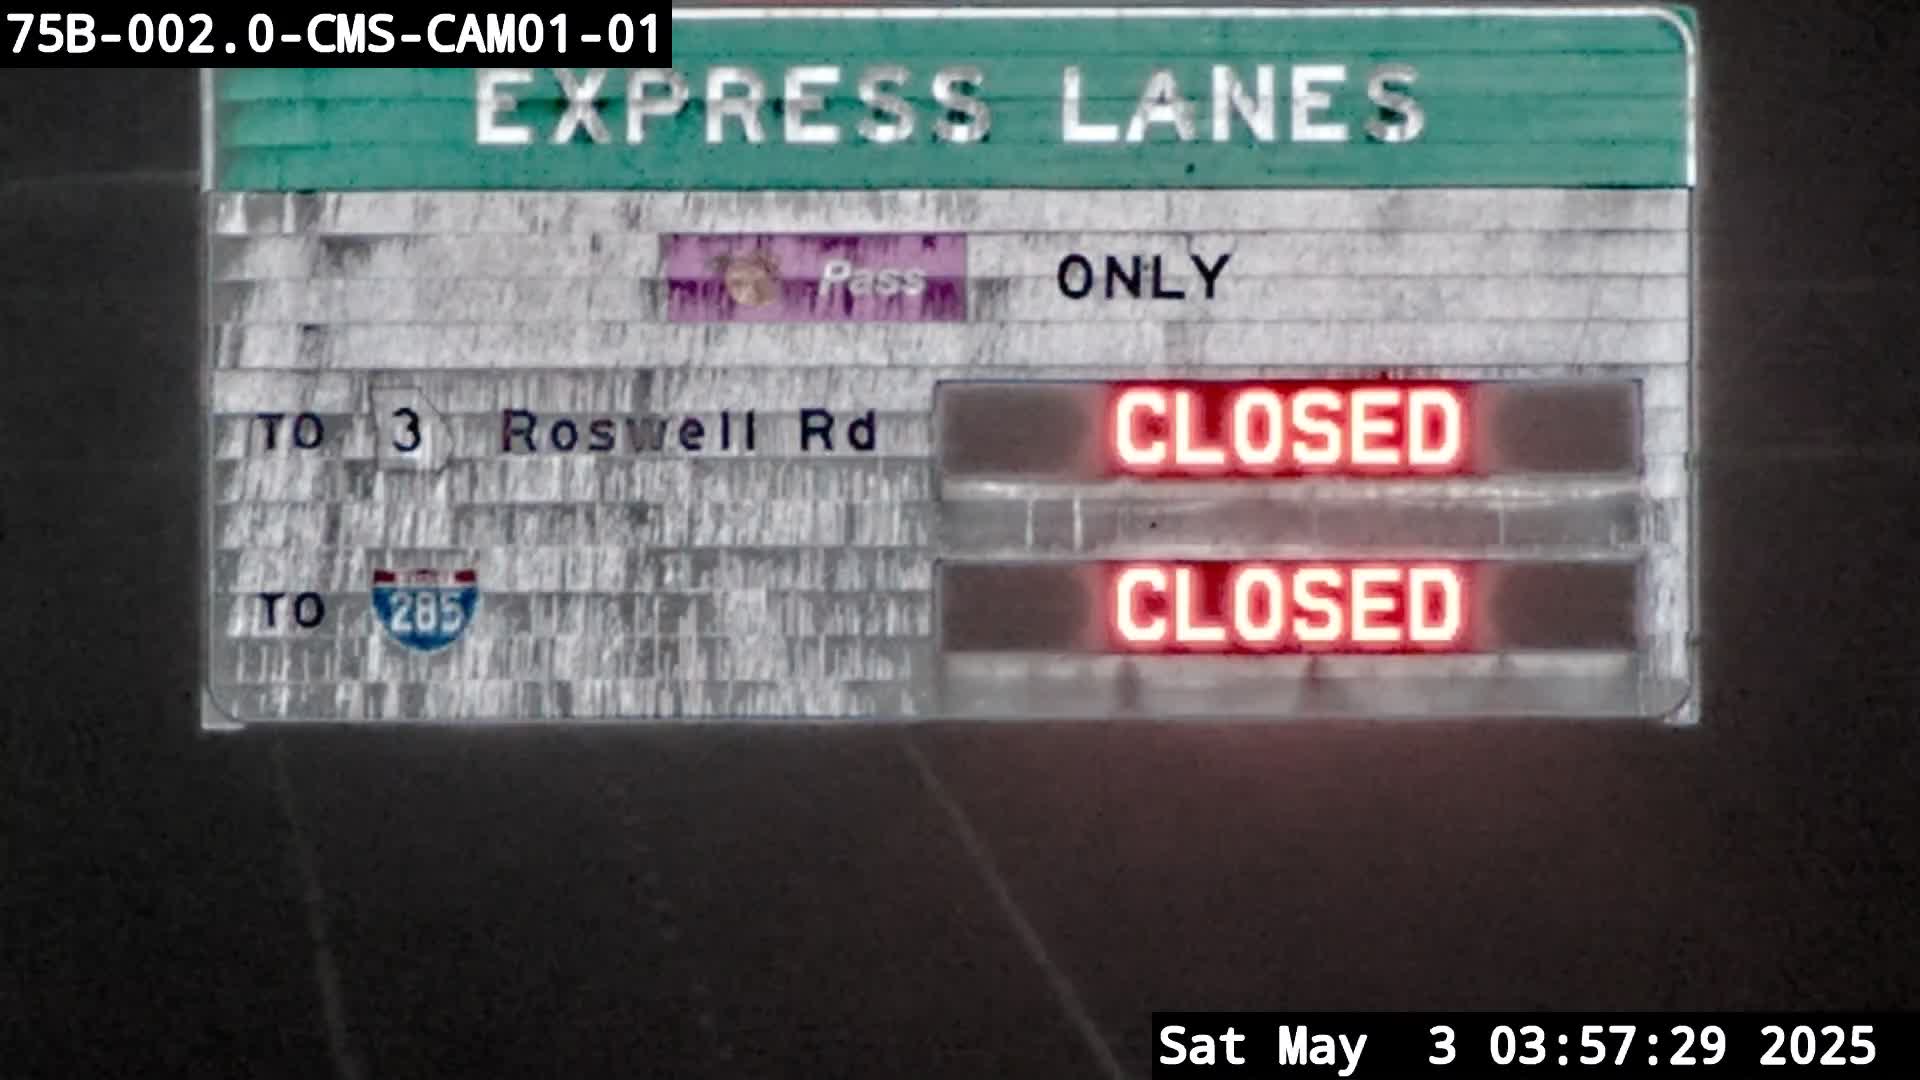 75B-002.0-CMS-CAM01-01
EXPRESS LANES
Pass ONLY
TO 3 Roswell Rd CLOSED
TO 285 CLOSED
Sat May 3 03:57:29 2025